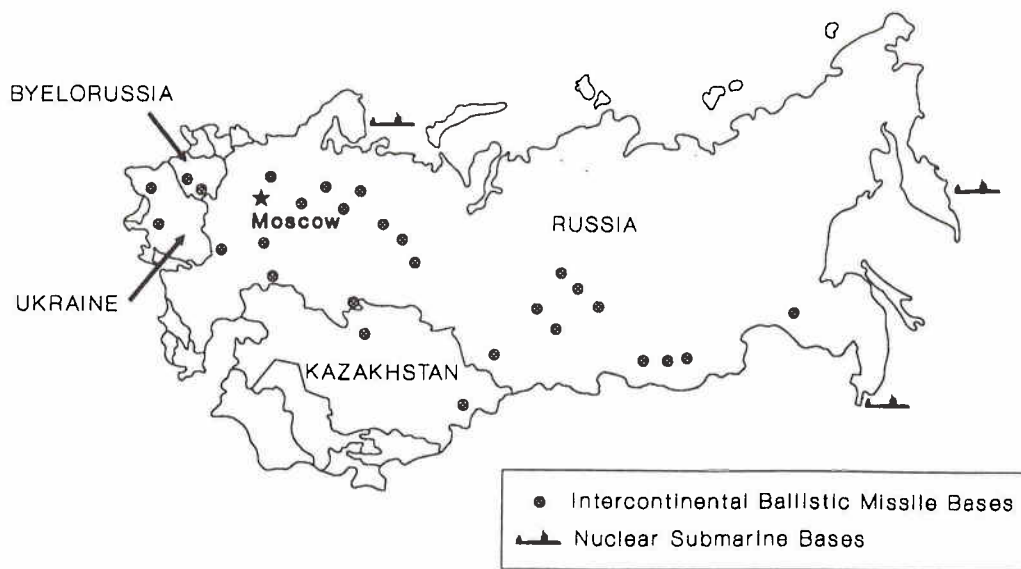 BYELORUSSIA
Moscow
RUSSIA
UKRAINE
KAZAKHSTAN
Intercontinental Ballistic Missile Bases
Nuclear Submarine Bases